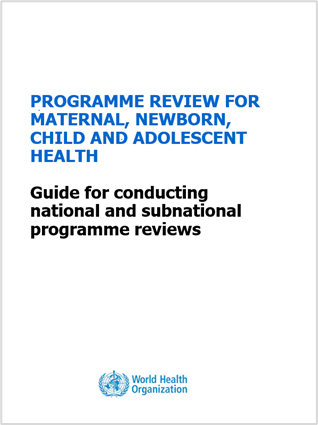 PROGRAMME REVIEW FOR
MATERNAL, NEWBORN,
CHILD AND ADOLESCENT
HEALTH
Guide for conducting
national and subnational
programme reviews
World Health
Organization